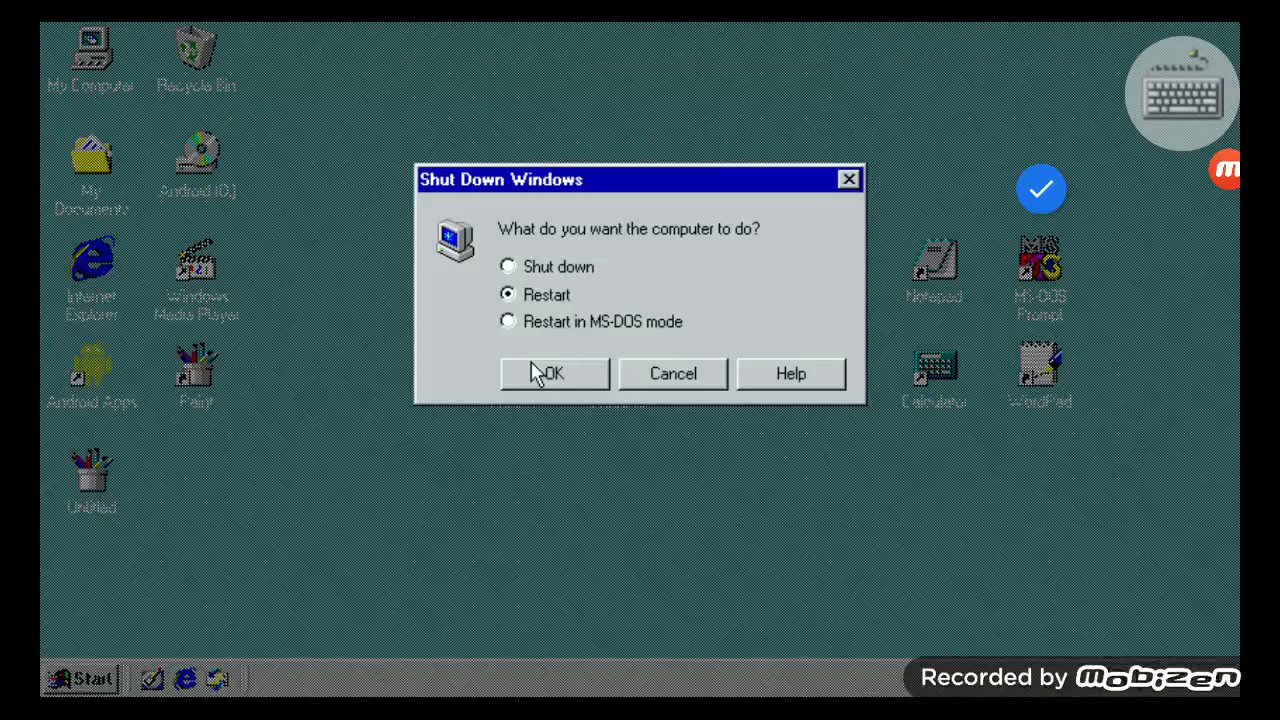 My Computer
Recycle Bin
My
Documents
Android (D:)
Internet
Explorer
Windows
Media Player
Android Apps
Paint
Untitled
Shut Down Windows
What do you want the computer to do?
Shut down
Restart
Restart in MS-DOS mode
OK
Cancel
Help
Notepad
MS-DOS
Prompt
Calculator
WordPad
Start
Recorded by mobizen